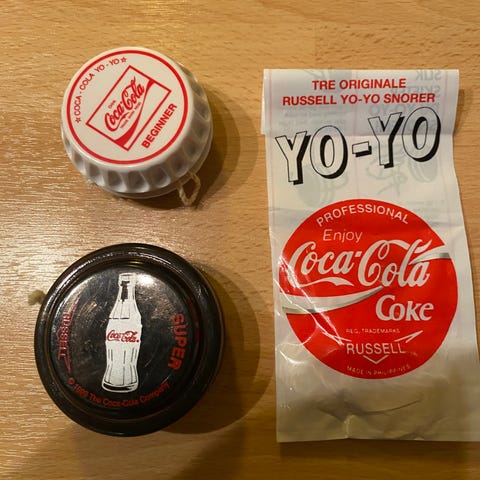 ☆ COCA-COLA YO-YO ☆
Drink
Coca-Cola
BEGINNER
RUSSELL
Coca-Cola
SUPER
© 1989 The Coca-Cola Company
TRE ORIGINALE
RUSSELL YO-YO SNORER
YO-YO
PROFESSIONAL
Enjoy
Coca-Cola
Coke
REG. TRADEMARKS
RUSSELL
MADE IN PHILIPPINES